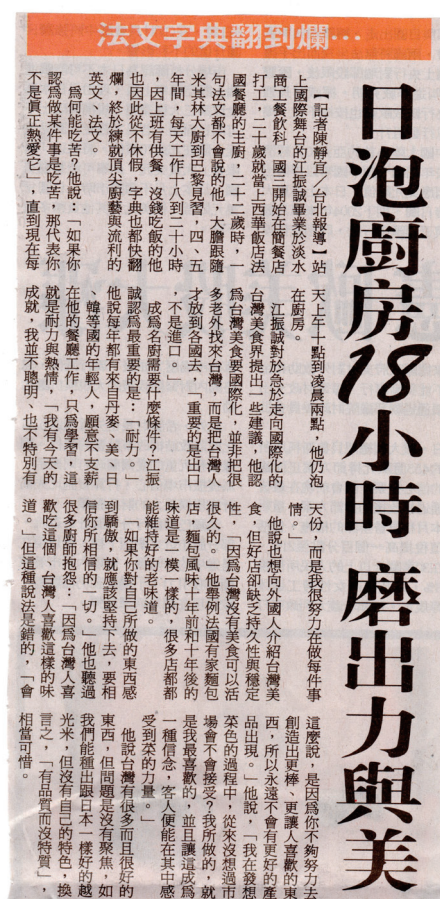 法文字典翻到爛…
日泡廚房18小時 磨出力與美
【記者陳靜宜╱台北報導】站
上國際舞台的江振誠畢業於淡水
商工餐飲科，國三開始在簡餐店
打工，二十歲就當上西華飯店法
國餐廳的主廚，二十二歲時，一
句法文都不會說的他，大膽跟隨
米其林大廚到巴黎見習，四、五
年間，每天工作十八到二十小時
，因上班有供餐，沒錢吃飯的他
也因此從不休假，字典也都快翻
爛，終於練就頂尖廚藝與流利的
英文、法文。
為何能吃苦？他說：「如果你
認為做某件事是吃苦，那代表你
不是真正熱愛它」，直到現在每
天上午十點到凌晨兩點，他仍泡
在廚房。
江振誠對於急於走向國際化的
台灣美食界提出一些建議，他認
為台灣美食要國際化，並非把很
多老外找來台灣，而是把台灣人
才放到各國去，「重要的是出口
，不是進口。」
成為名廚需要什麼條件？江振
誠認為最重要的是：「耐力。」
他說每年都有來自丹麥、美、日
、韓等國的年輕人，願意不支薪
在他的餐廳工作，只為學習，這
就是耐力與熱情，「我有今天的
成就，我並不聰明、也不特別有
天份，而是我很努力在做每件事
情。」
他說也想向外國人介紹台灣美
食，但好店卻缺乏持久性與穩定
性，「因為台灣沒有美食可以活
很久的。」他舉例法國有家麵包
店，麵包風味十年前和十年後的
味道是一模一樣的，很多店都都
能維持好的老味道。
「如果你對自己所做的東西感
到驕傲，就應該堅持下去，要相
信你所相信的一切。」他也聽過
很多廚師抱怨：「因為台灣人喜
歡吃這個、台灣人喜歡這樣的味
道。」但這種說法是錯的，「會
這麼說，是因為你不夠努力去
創造出更棒、更讓人喜歡的東
西，所以永遠不會有更好的產
品出現。」他說，「我在發想
菜色的過程中，從來沒想過市
場會不會接受？我所做的，就
是我最喜歡的，並且讓這成為
一種信念，客人便能在其中感
受到菜的力量。」
他說台灣有很多而且很好的
東西，但問題是沒有聚焦，如
我們能種出跟日本一樣好的越
光米，但沒有自己的特色，換
言之，「有品質而沒特質」，
相當可惜。